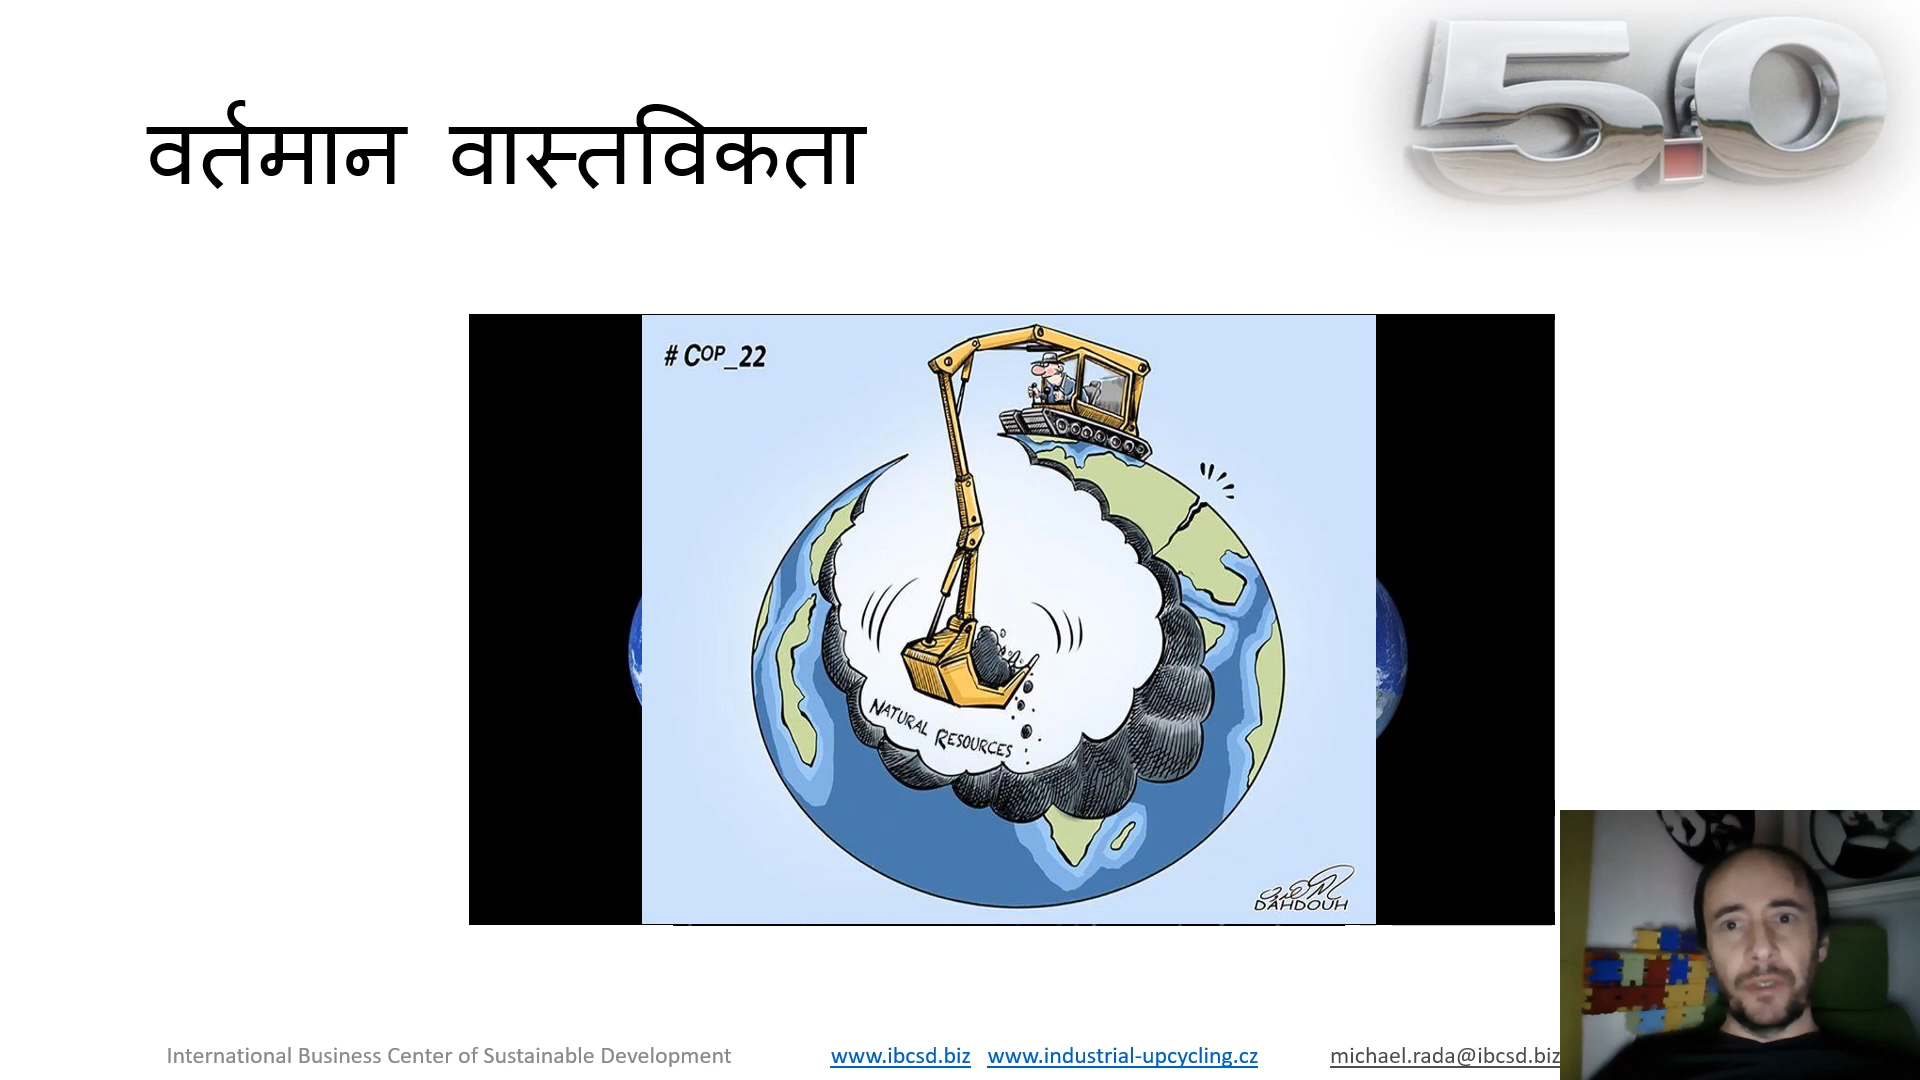 5.0
वर्तमान वास्तविकता
# COP_22
NATURAL RESOURCES
DAHDOUH
International Business Center of Sustainable Development
www.ibcsd.biz www.industrial-upcycling.cz
michael.rada@ibcsd.biz